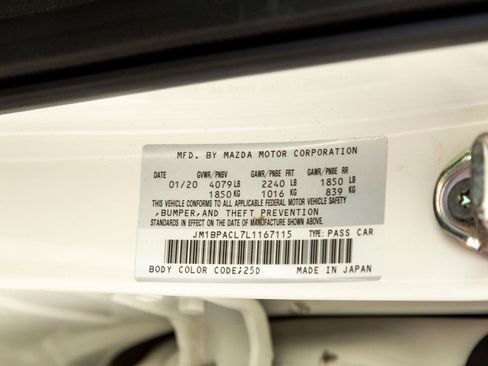 MFD. BY MAZDA MOTOR CORPORATION
DATE GVWR/PNBV GAWR/PNBE FRT GAWR/PNBE RR
01/20 4079LB 2240 LB 1850 LB
1850KG 1016 KG 839 KG
THIS VEHICLE CONFORMS TO ALL APPLICABLE FEDERAL MOTOR VEHICLE SAFETY
,BUMPER,AND THEFT PREVENTION
STANDARDS IN EFFECT ON THE DATE OF MANUFACTURE SHOWN ABOVE.
JM1BPACL7L1167115 TYPE: PASS CAR
BODY COLOR CODE:25D MADE IN JAPAN